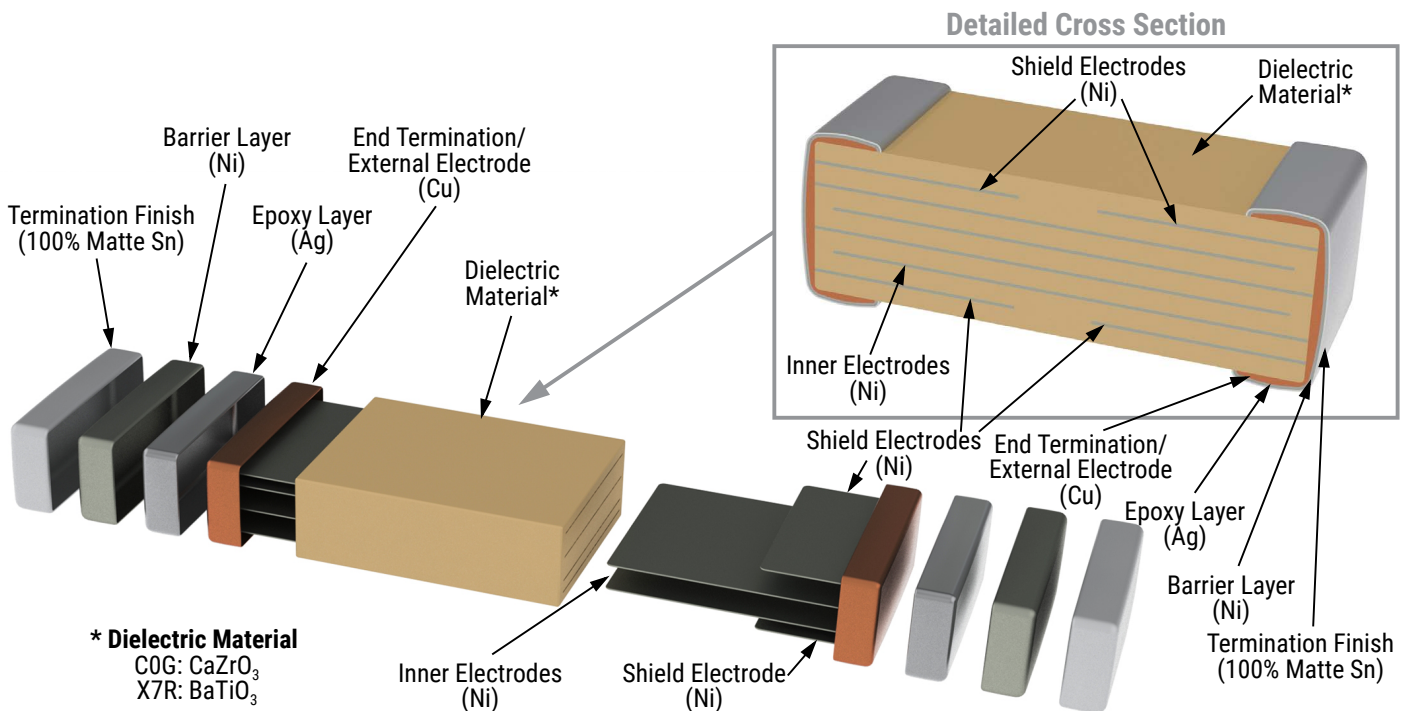 Detailed Cross Section
Shield Electrodes
(Ni)
Dielectric
Material*
Barrier Layer
(Ni)
End Termination/
External Electrode
(Cu)
Termination Finish
(100% Matte Sn)
Epoxy Layer
(Ag)
Dielectric
Material*
Inner Electrodes
(Ni)
Shield Electrodes
(Ni)
End Termination/
External Electrode
(Cu)
Epoxy Layer
(Ag)
Barrier Layer
(Ni)
Termination Finish
(100% Matte Sn)
* Dielectric Material
C0G: CaZrO₃
X7R: BaTiO₃
Inner Electrodes
(Ni)
Shield Electrode
(Ni)